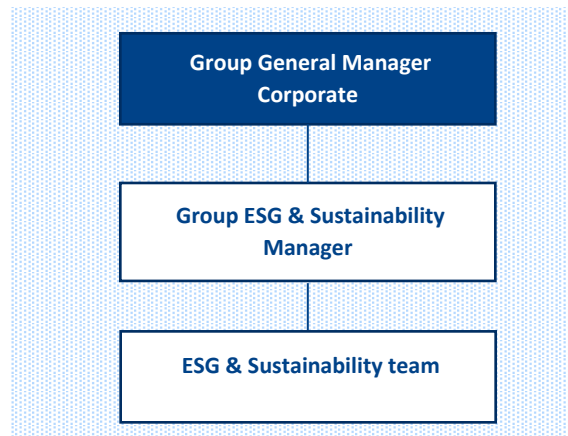 Group General Manager
Corporate
Group ESG & Sustainability
Manager
ESG & Sustainability team